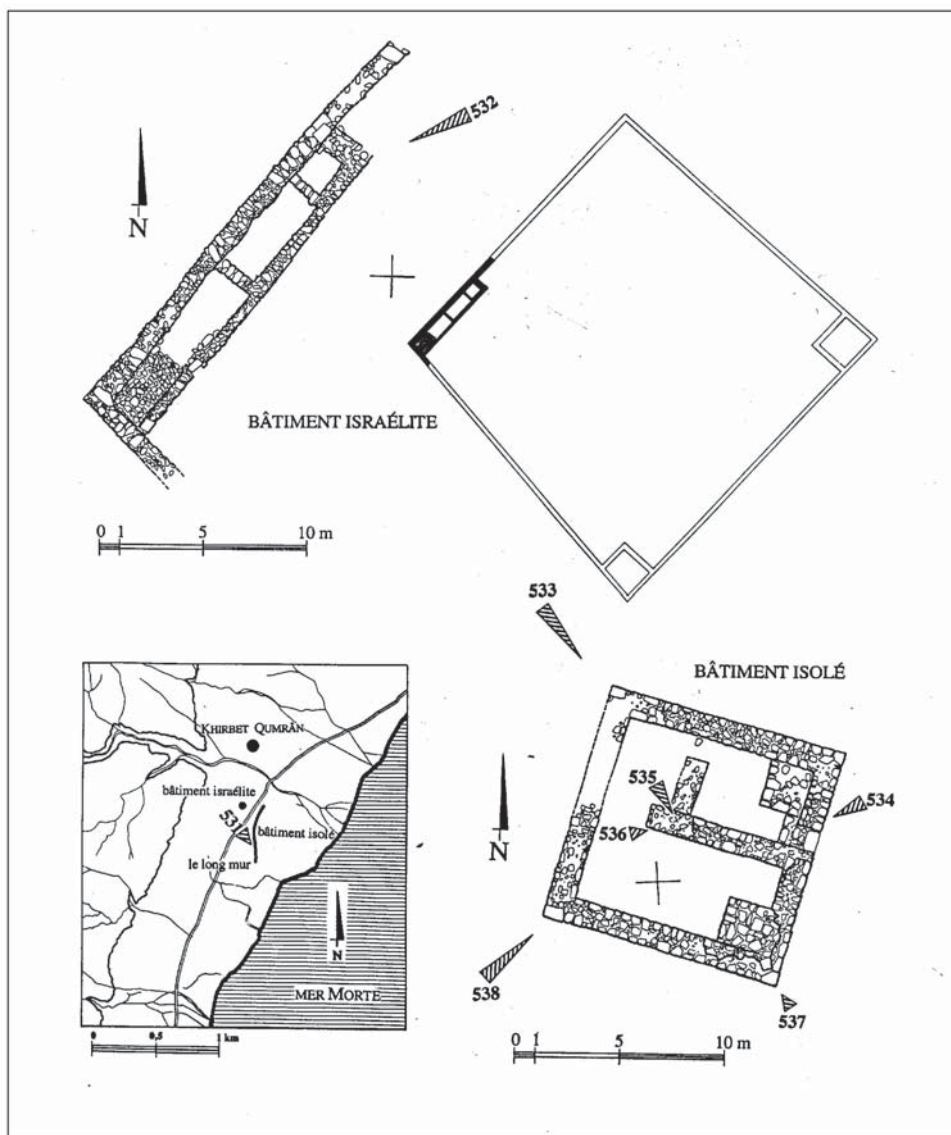 532
N
BÂTIMENT ISRAÉLITE
0 1 5 10 m
533
BÂTIMENT ISOLÉ
535
534
536
N
538
537
0 1 5 10 m
KHIRBET QUMRÂN
bâtiment israélite
531
bâtiment isolé
le long mur
N
MER MORTE
0 0,5 1 km